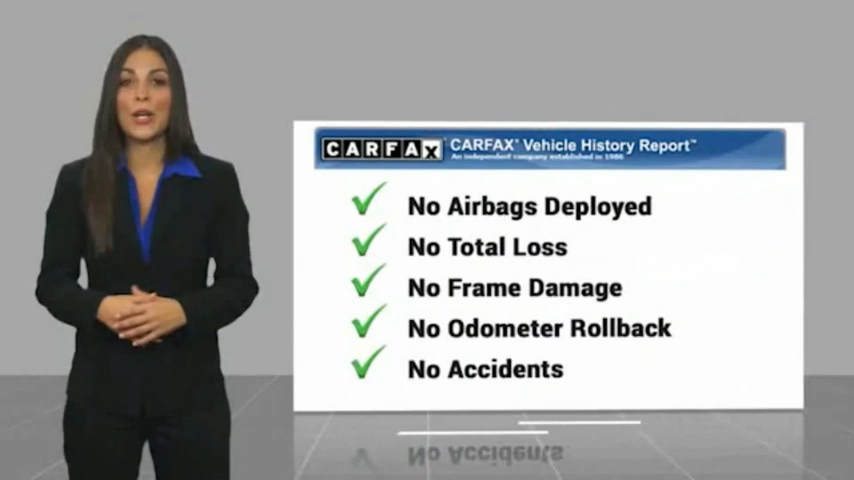 CARFAX CARFAX® Vehicle History Report™
An independent company established in 1986
No Airbags Deployed
No Total Loss
No Frame Damage
No Odometer Rollback
No Accidents
No Accidents